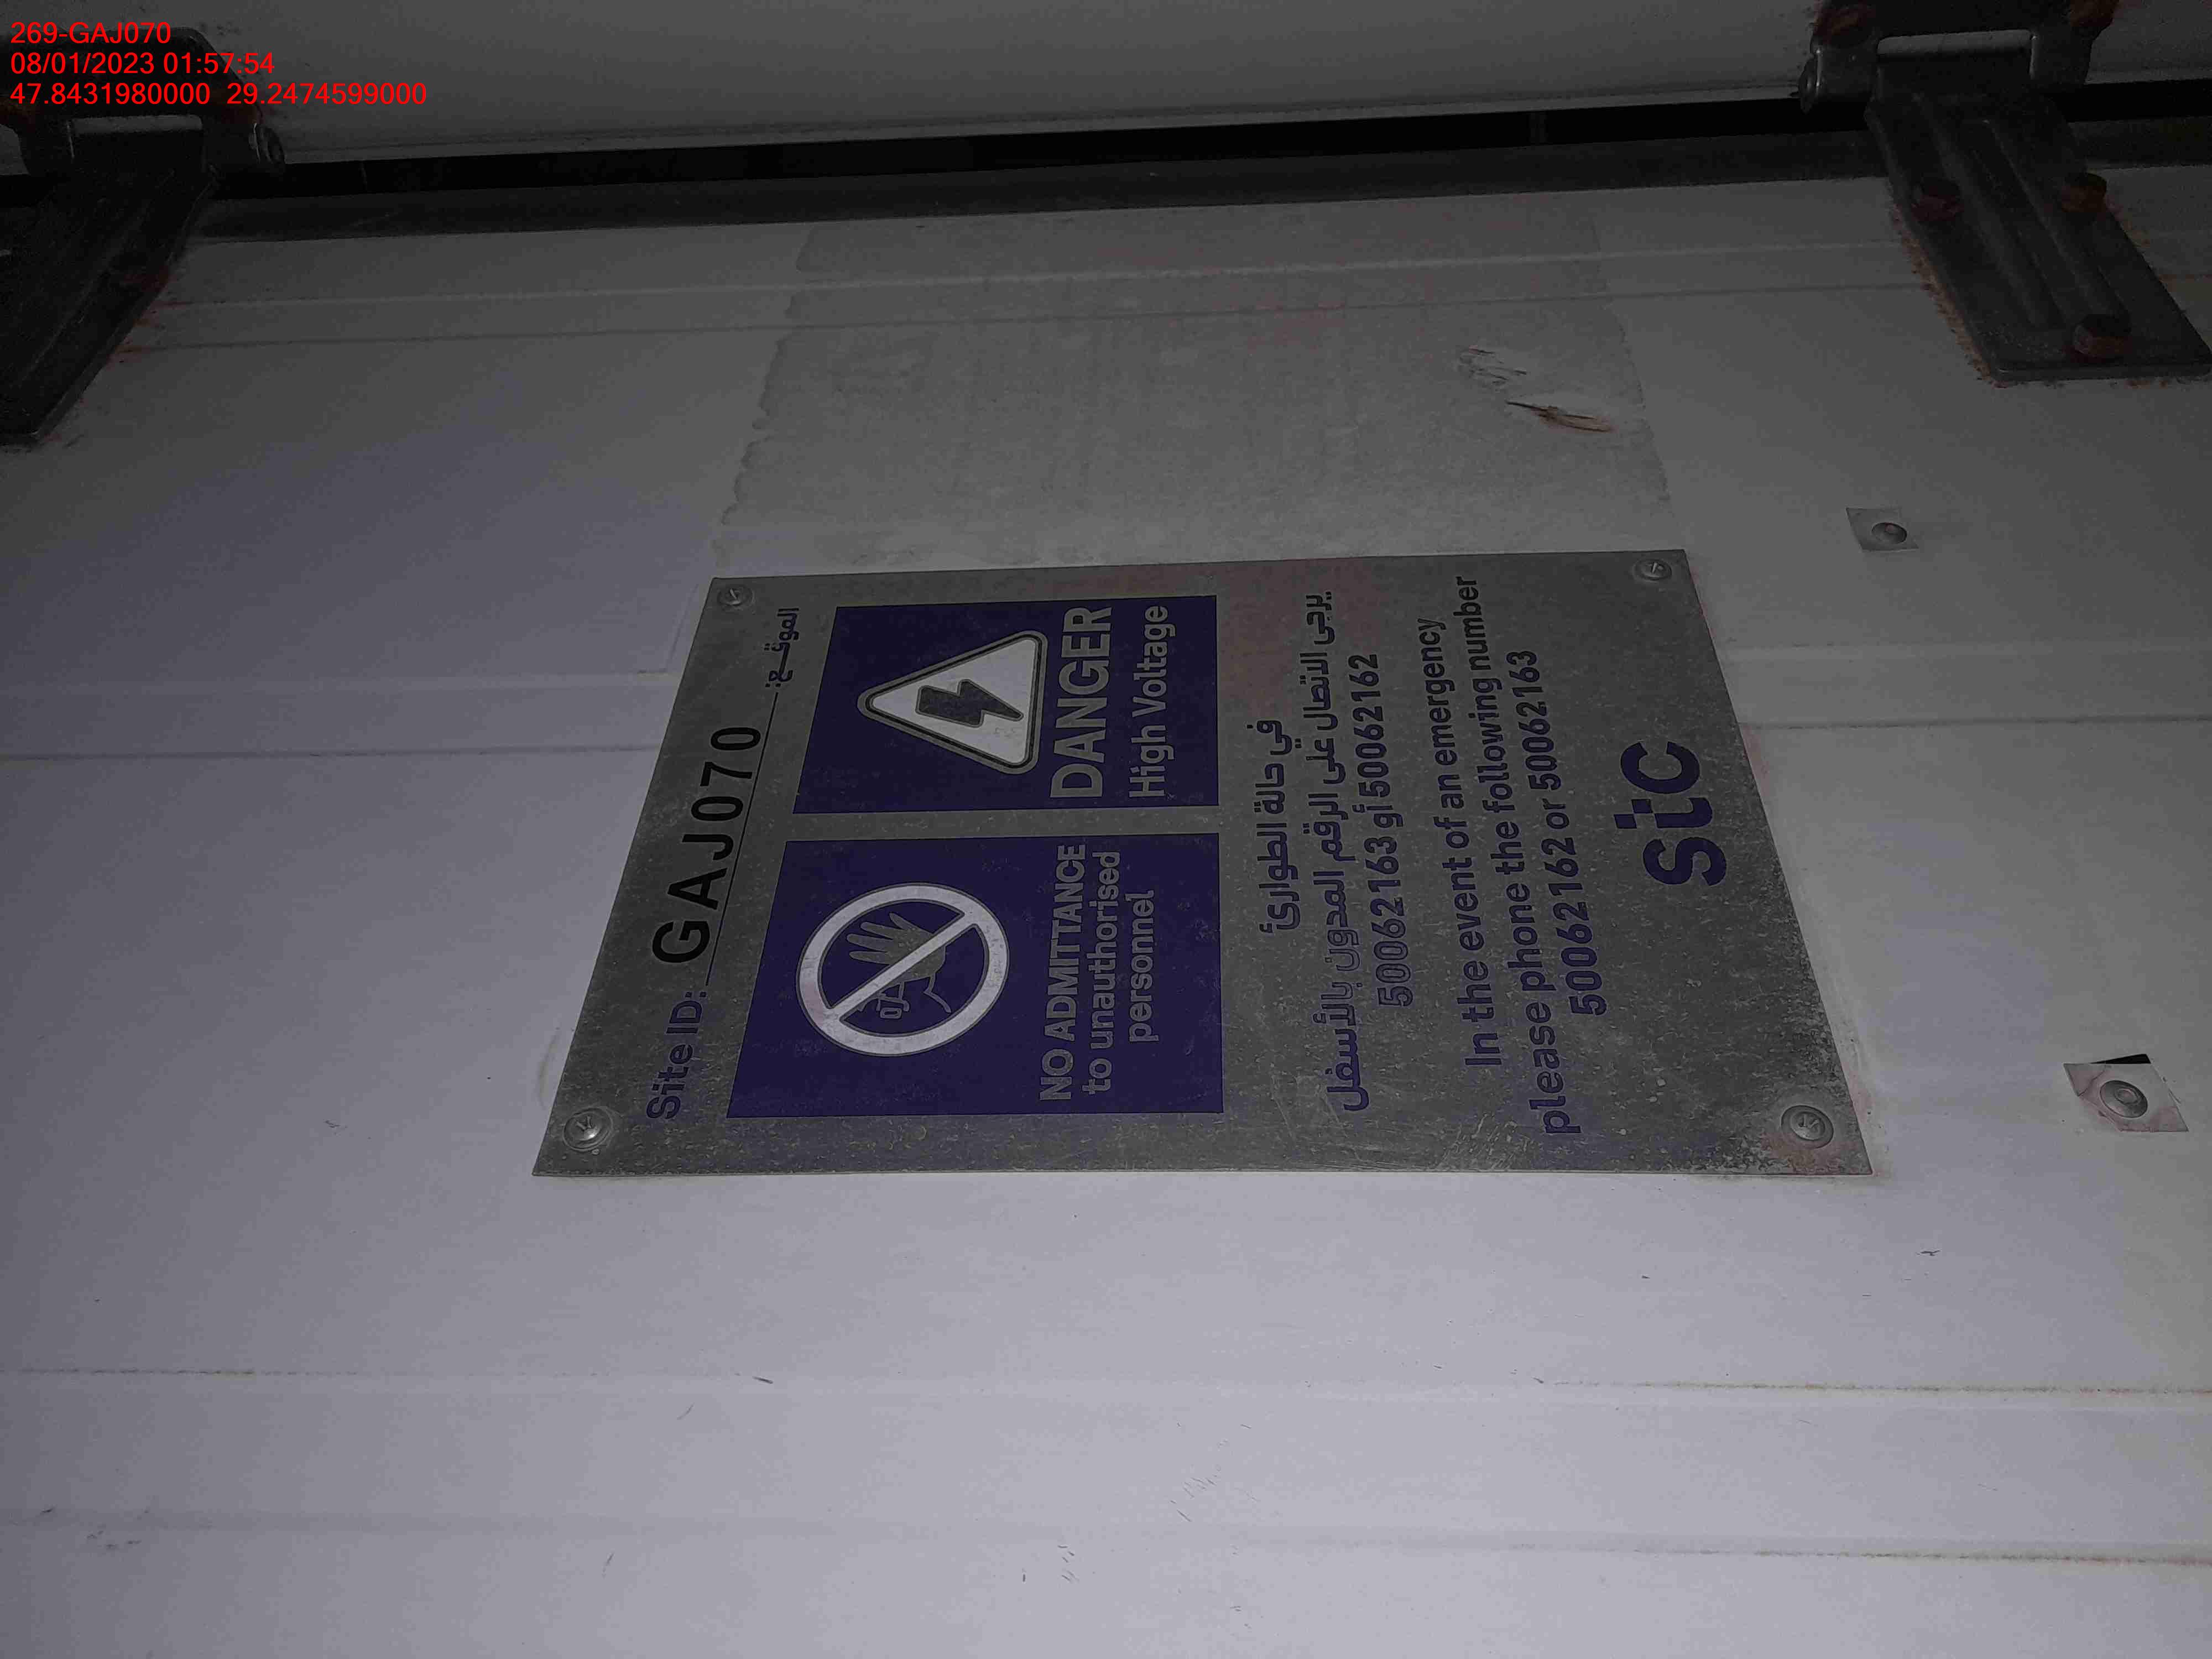 269-GAJ070
08/01/2023 01:57:54
47.8431980000 29.2474599000
Site ID: GAJ070 الموقـــع:
NO ADMITTANCE
to unauthorised
personnel
DANGER
High Voltage
في حالة الطوارئ
يرجى الاتصال على الرقم المدون بالأسفل
50062163 أو 50062162
In the event of an emergency
please phone the following number
50062162 or 50062163
stc